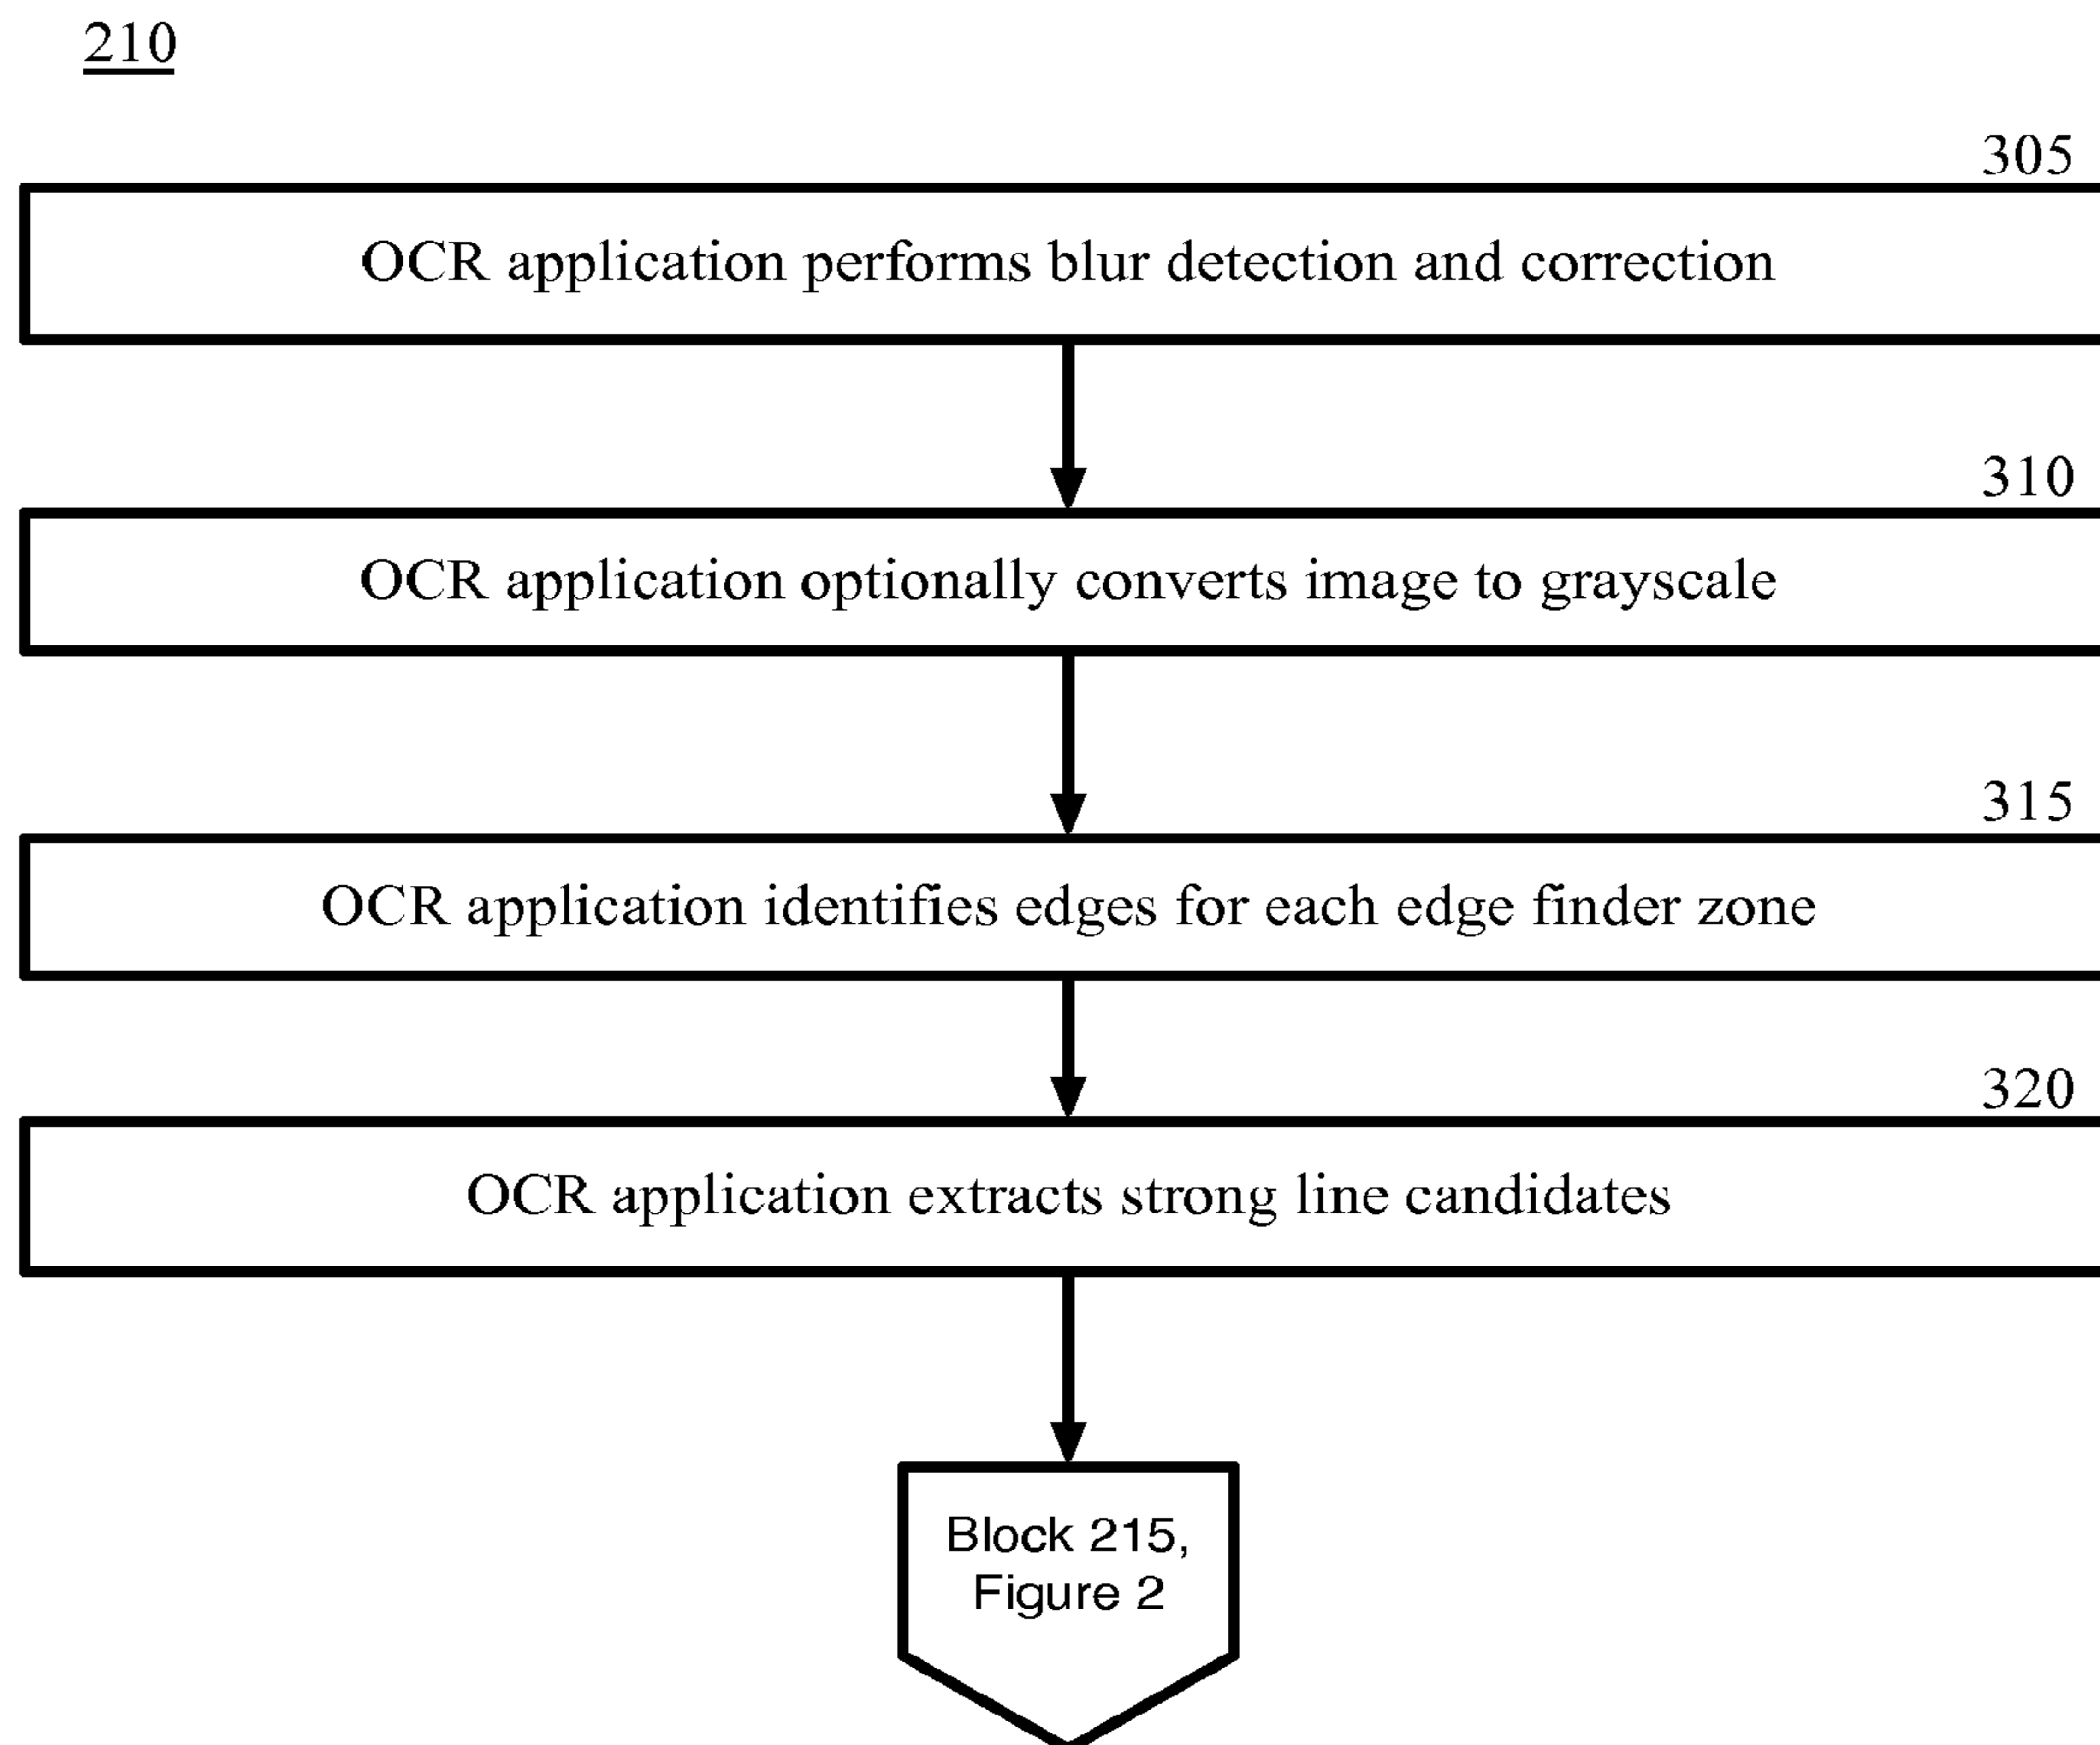 210
305
OCR application performs blur detection and correction
310
OCR application optionally converts image to grayscale
315
OCR application identifies edges for each edge finder zone
320
OCR application extracts strong line candidates
Block 215,
Figure 2